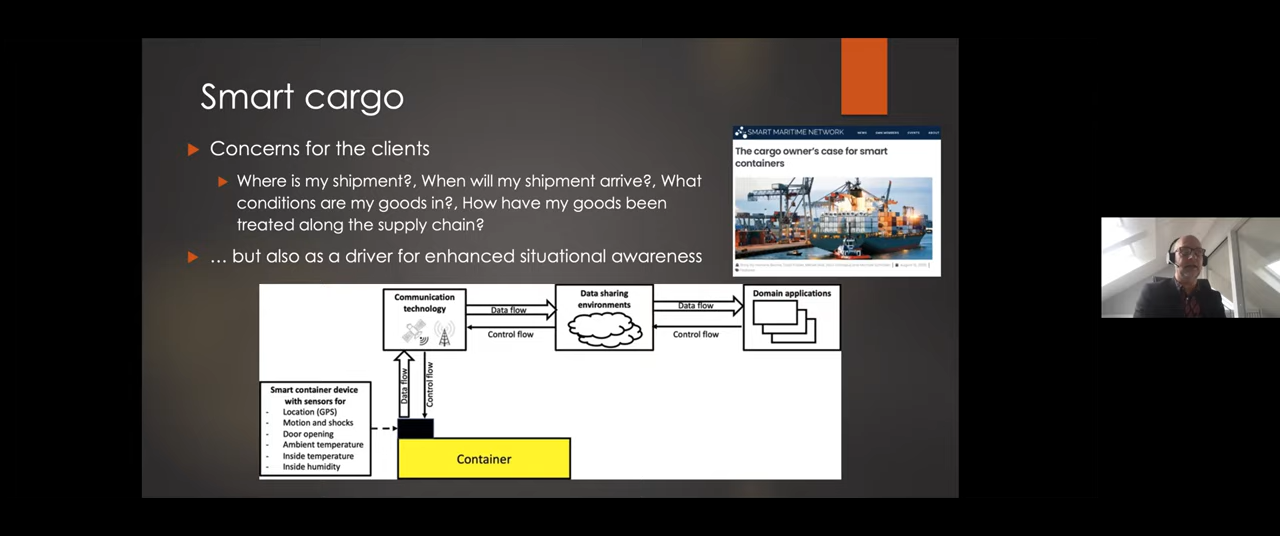 Smart cargo
Concerns for the clients
Where is my shipment?, When will my shipment arrive?, What
conditions are my goods in?, How have my goods been
treated along the supply chain?
... but also as a driver for enhanced situational awareness
SMART MARITIME NETWORK
NEWS
EVENTS
ABOUT
The cargo owner's case for smart
containers
Communication
technology
Data flow
Control flow
Data sharing
environments
Data flow
Control flow
Domain applications
Data flow
Control flow
Smart container device
with sensors for
- Location (GPS)
- Motion and shocks
- Door opening
- Ambient temperature
- Inside temperature
- Inside humidity
Container